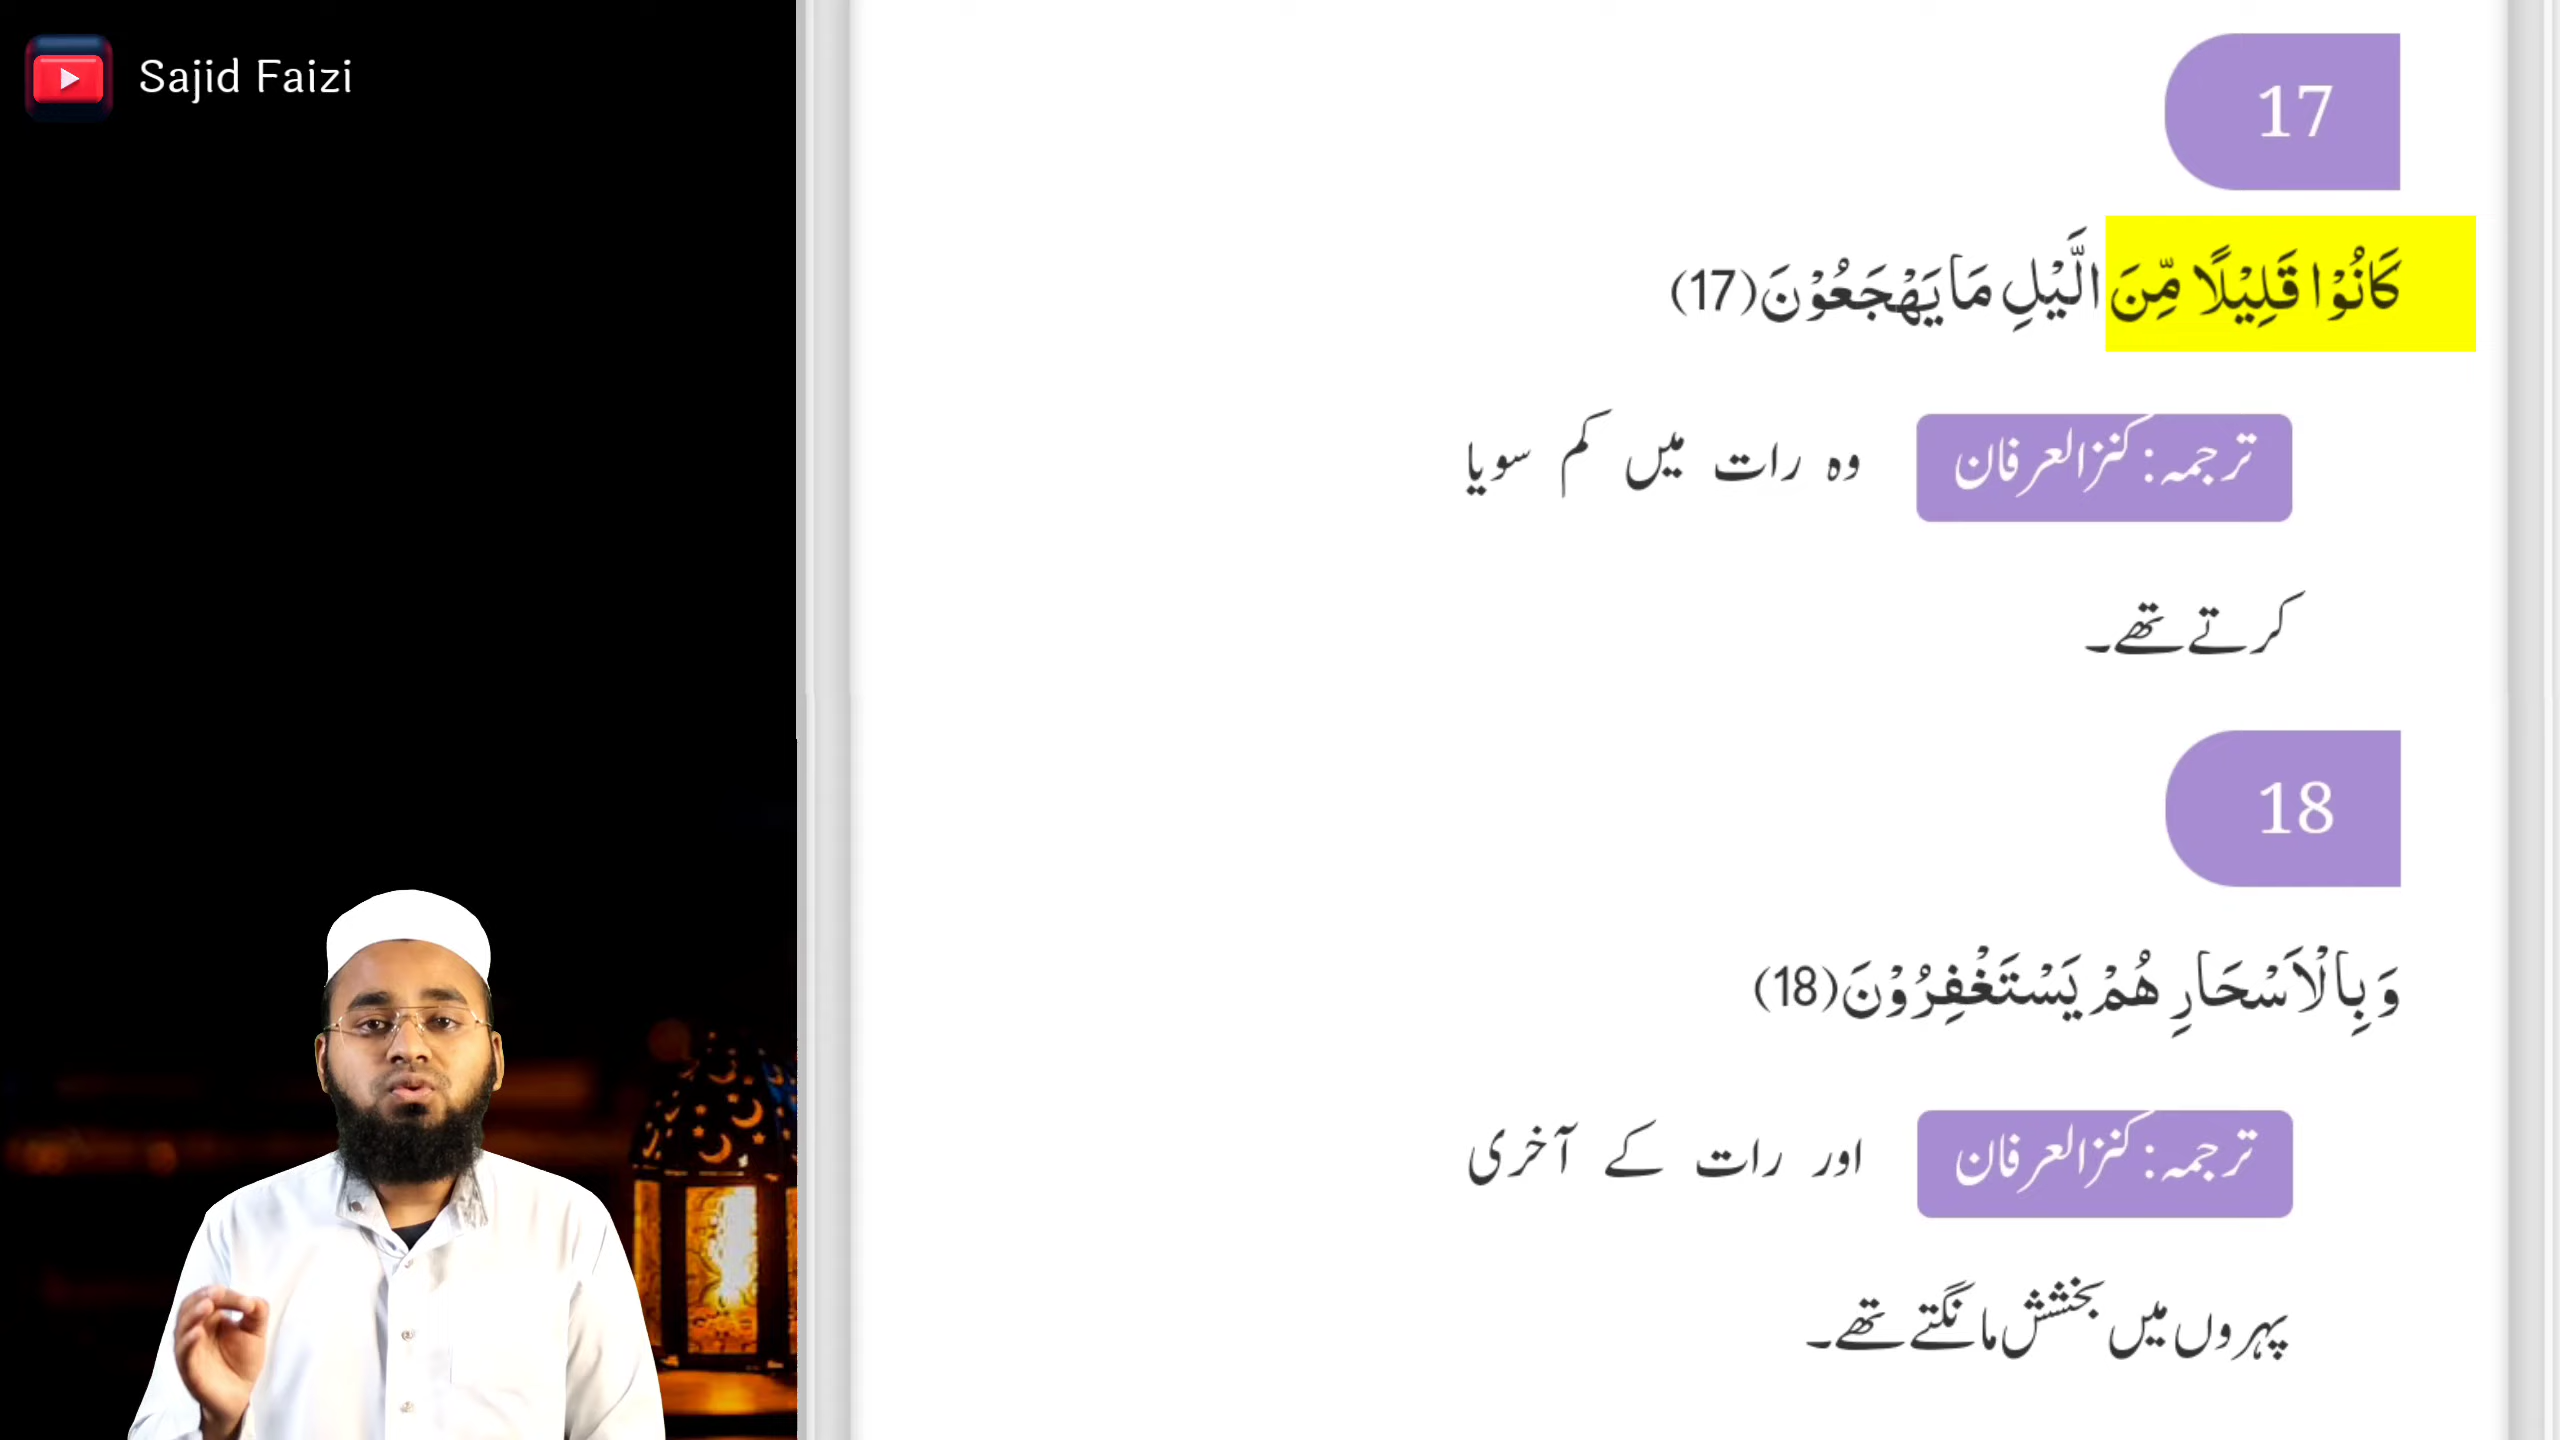 Sajid Faizi
17
كَانُوْا قَلِیْلًا مِّنَ الَّیْلِ مَا یَهْجَعُوْنَ(17)
ترجمہ: کنزالعرفان وہ رات میں کم سویا
کرتے تھے۔
18
وَ بِالْاَسْحَارِ هُمْ یَسْتَغْفِرُوْنَ(18)
ترجمہ: کنزالعرفان اور رات کے آخری
پہروں میں بخشش مانگتے تھے۔